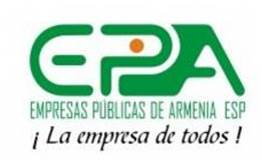 EPA
EMPRESAS PÚBLICAS DE ARMENIA ESP
¡ La empresa de todos !